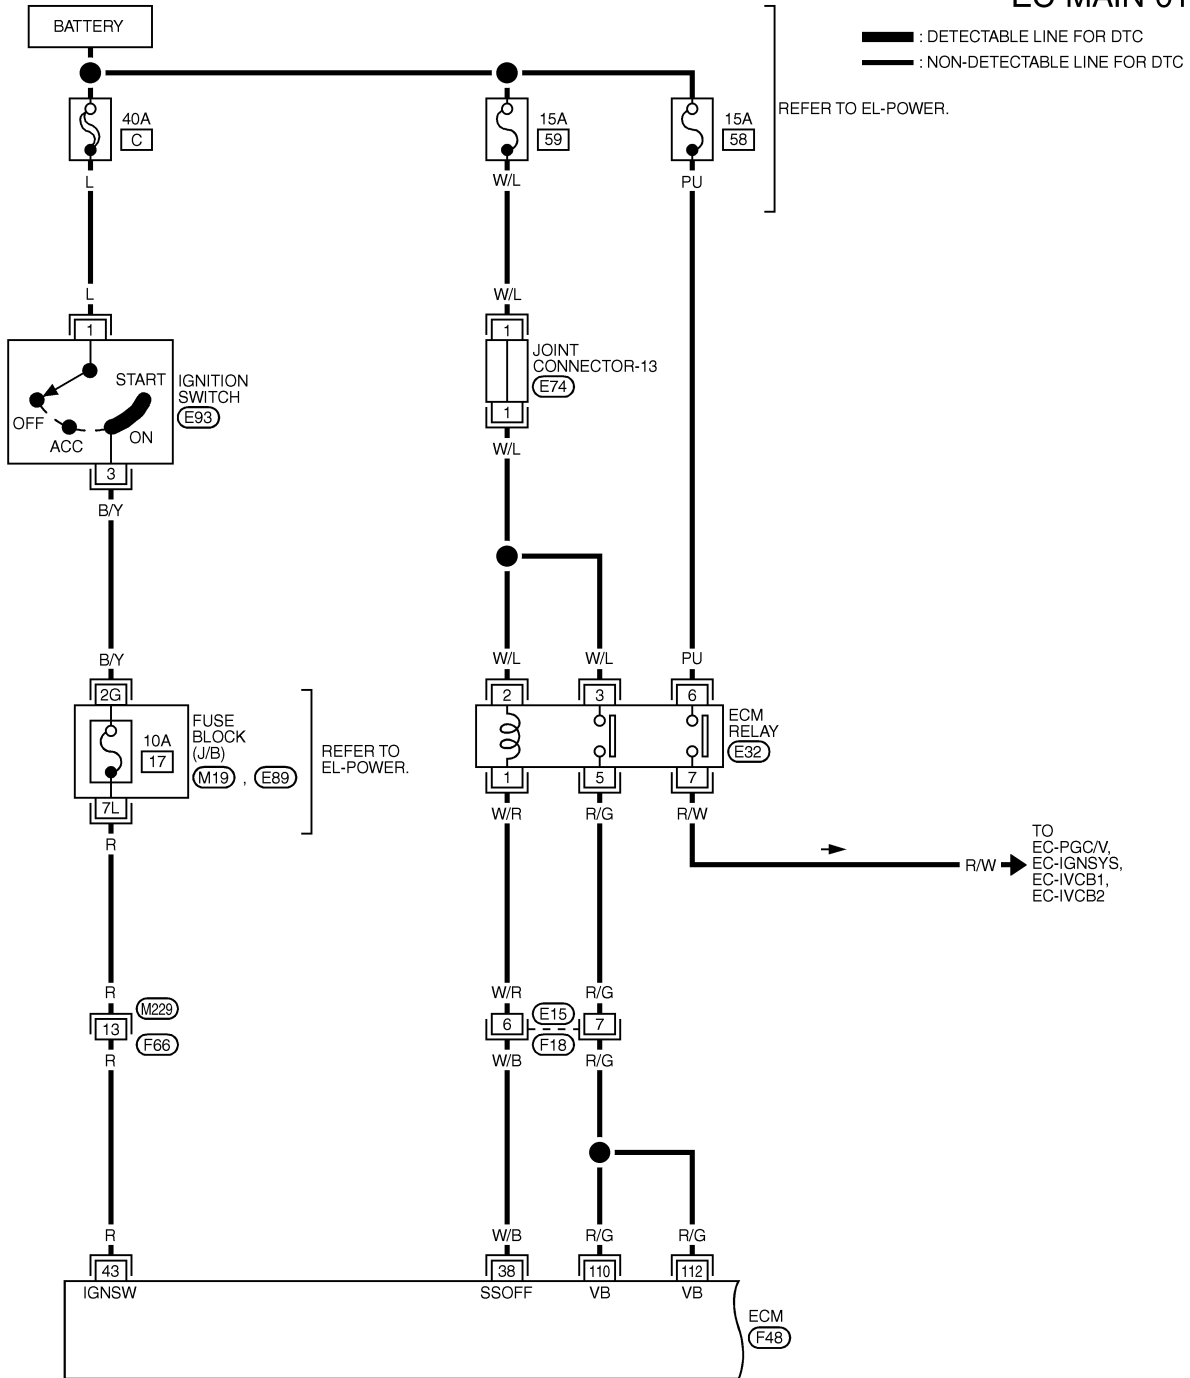 BATTERY
: DETECTABLE LINE FOR DTC
: NON-DETECTABLE LINE FOR DTC
REFER TO EL-POWER.
40A
C
15A
59
15A
58
L
W/L
PU
L
W/L
1
1
JOINT
CONNECTOR-13
E74
1
START
OFF
ACC
ON
IGNITION
SWITCH
E93
3
B/Y
W/L
B/Y
W/L
W/L
PU
2G
2
3
6
10A
17
FUSE
BLOCK
(J/B)
M19 , E89
REFER TO
EL-POWER.
ECM
RELAY
E32
7L
1
5
7
R
W/R
R/G
R/W
R/W
TO
EC-PGC/V,
EC-IGNSYS,
EC-IVCB1,
EC-IVCB2
R
W/R
R/G
M229
13
F66
6
E15
F18
7
R
W/B
R/G
R
W/B
R/G
R/G
43
38
110
112
IGNSW
SSOFF
VB
VB
ECM
F48